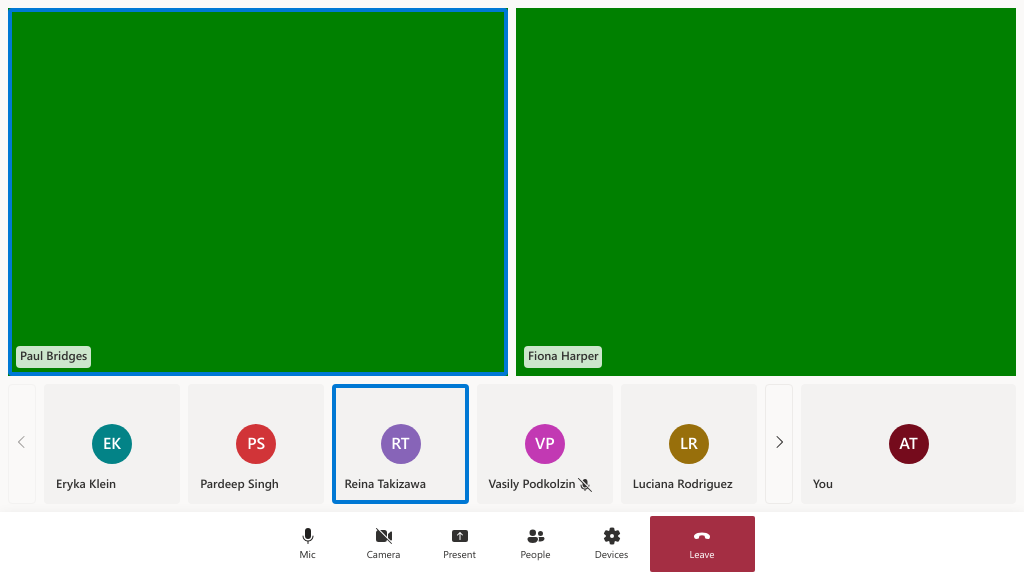 Paul Bridges
Fiona Harper
EK
PS
RT
VP
LR
AT
Eryka Klein
Pardeep Singh
Reina Takizawa
Vasily Podkolzin
Luciana Rodriguez
You
Mic
Camera
Present
People
Devices
Leave